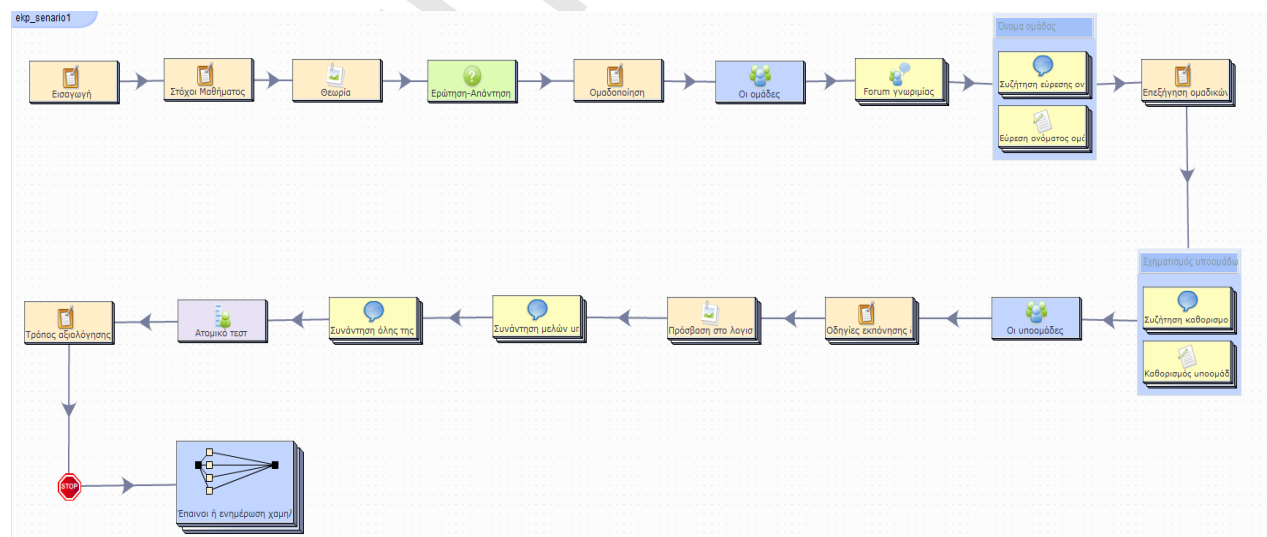 ekp_senario1
Όνομα ομάδας
Εισαγωγή
Στόχοι Μαθήματος
Θεωρία
Ερώτηση-Απάντηση
Ομαδοποίηση
Οι ομάδες
Forum γνωριμίας
Συζήτηση εύρεσης ον
Εύρεση ονόματος ομά
Επεξήγηση ομαδικών
Σχηματισμός υποομάδω
Συζήτηση καθορισμο
Καθορισμός υποομάδ
Οι υποομάδες
Οδηγίες εκπόνησης
Πρόσβαση στο λογισ
Συνάντηση μελών υπ
Συνάντηση όλης της
Ατομικό τεστ
Τρόπος αξιολόγησης
STOP
Έπαινοι ή ενημέρωση χαμηλ